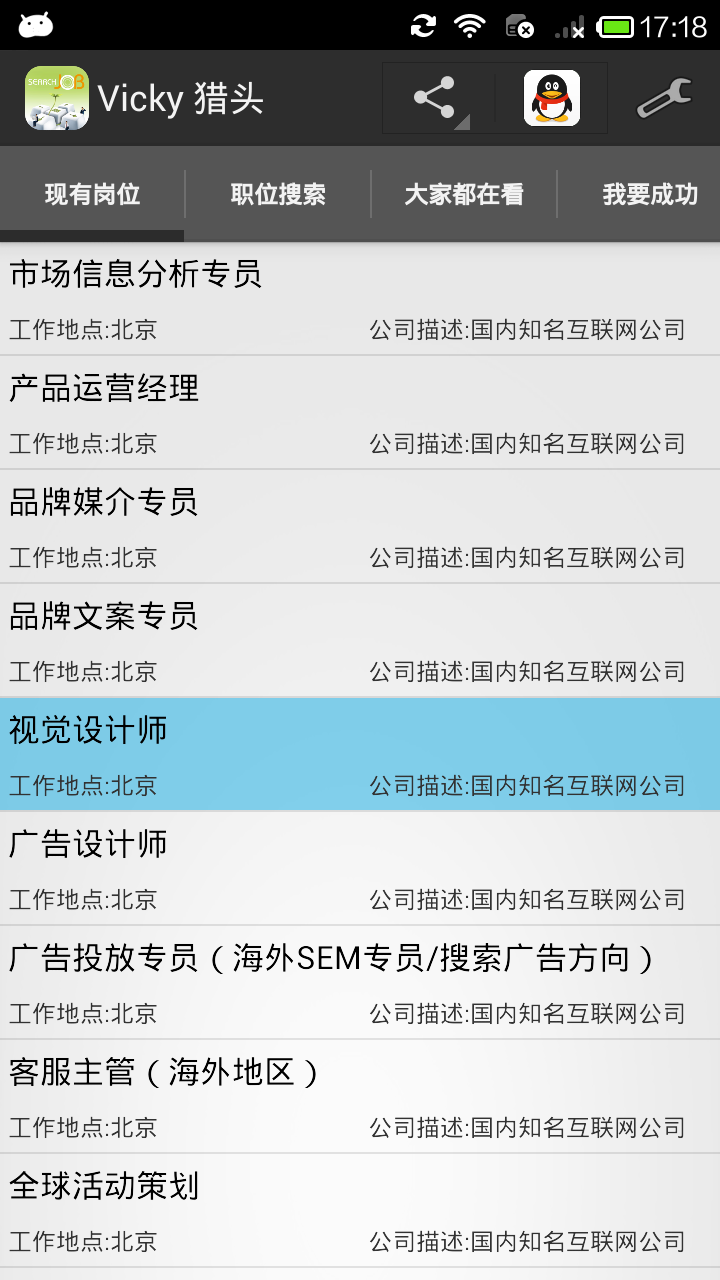 17:18
SEARCH JOB
Vicky 猎头
现有岗位 职位搜索 大家都在看 我要成功
市场信息分析专员
工作地点:北京 公司描述:国内知名互联网公司
产品运营经理
工作地点:北京 公司描述:国内知名互联网公司
品牌媒介专员
工作地点:北京 公司描述:国内知名互联网公司
品牌文案专员
工作地点:北京 公司描述:国内知名互联网公司
视觉设计师
工作地点:北京 公司描述:国内知名互联网公司
广告设计师
工作地点:北京 公司描述:国内知名互联网公司
广告投放专员（海外SEM专员/搜索广告方向）
工作地点:北京 公司描述:国内知名互联网公司
客服主管（海外地区）
工作地点:北京 公司描述:国内知名互联网公司
全球活动策划
工作地点:北京 公司描述:国内知名互联网公司